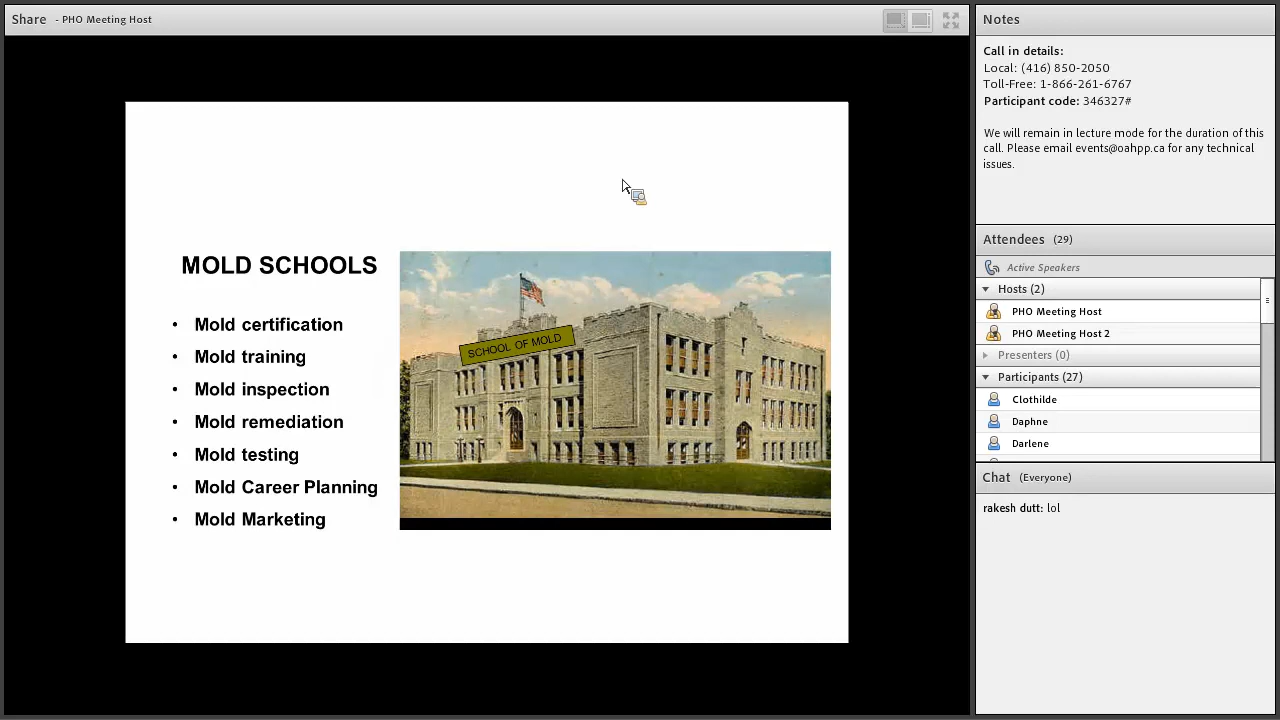 Share - PHO Meeting Host
MOLD SCHOOLS
• Mold certification
• Mold training
• Mold inspection
• Mold remediation
• Mold testing
• Mold Career Planning
• Mold Marketing
SCHOOL OF MOLD
Notes
Call in details:
Local: (416) 850-2050
Toll-Free: 1-866-261-6767
Participant code: 346327#
We will remain in lecture mode for the duration of this
call. Please email events@oahpp.ca for any technical
issues.
Attendees (29)
Active Speakers
Hosts (2)
PHO Meeting Host
PHO Meeting Host 2
Presenters (0)
Participants (27)
Clothilde
Daphne
Darlene
Chat (Everyone)
rakesh dutt: lol